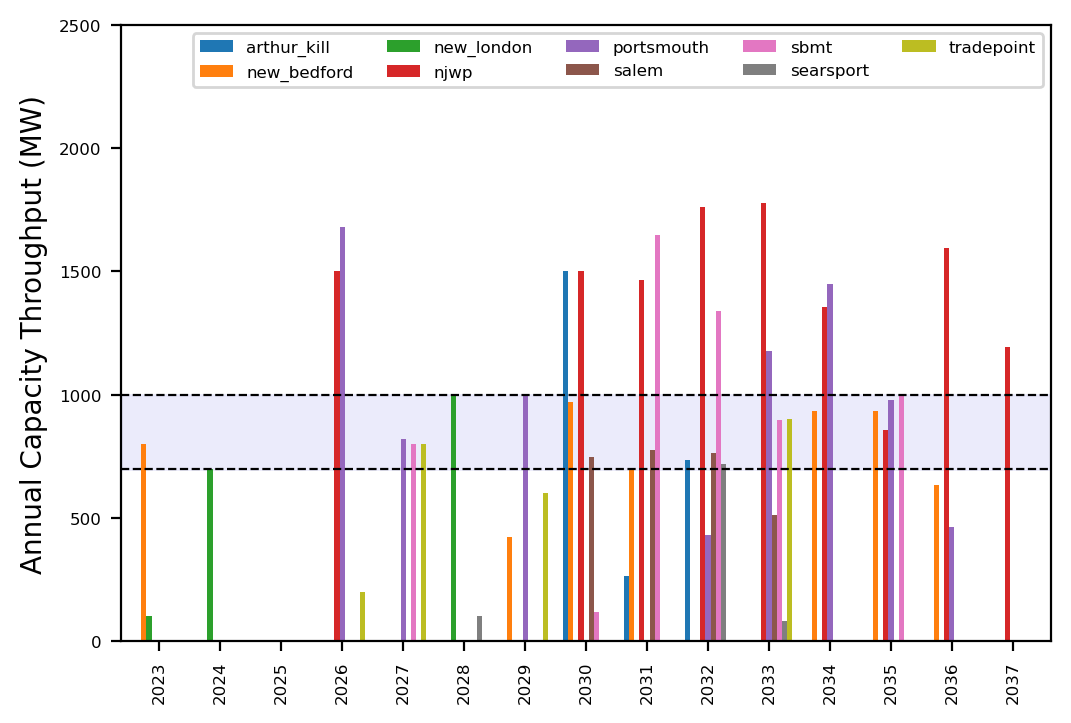 Annual Capacity Throughput (MW)
2500
2000
1500
1000
500
0
arthur_kill
new_bedford
new_london
njwp
portsmouth
salem
sbmt
searsport
tradepoint
2023
2024
2025
2026
2027
2028
2029
2030
2031
2032
2033
2034
2035
2036
2037